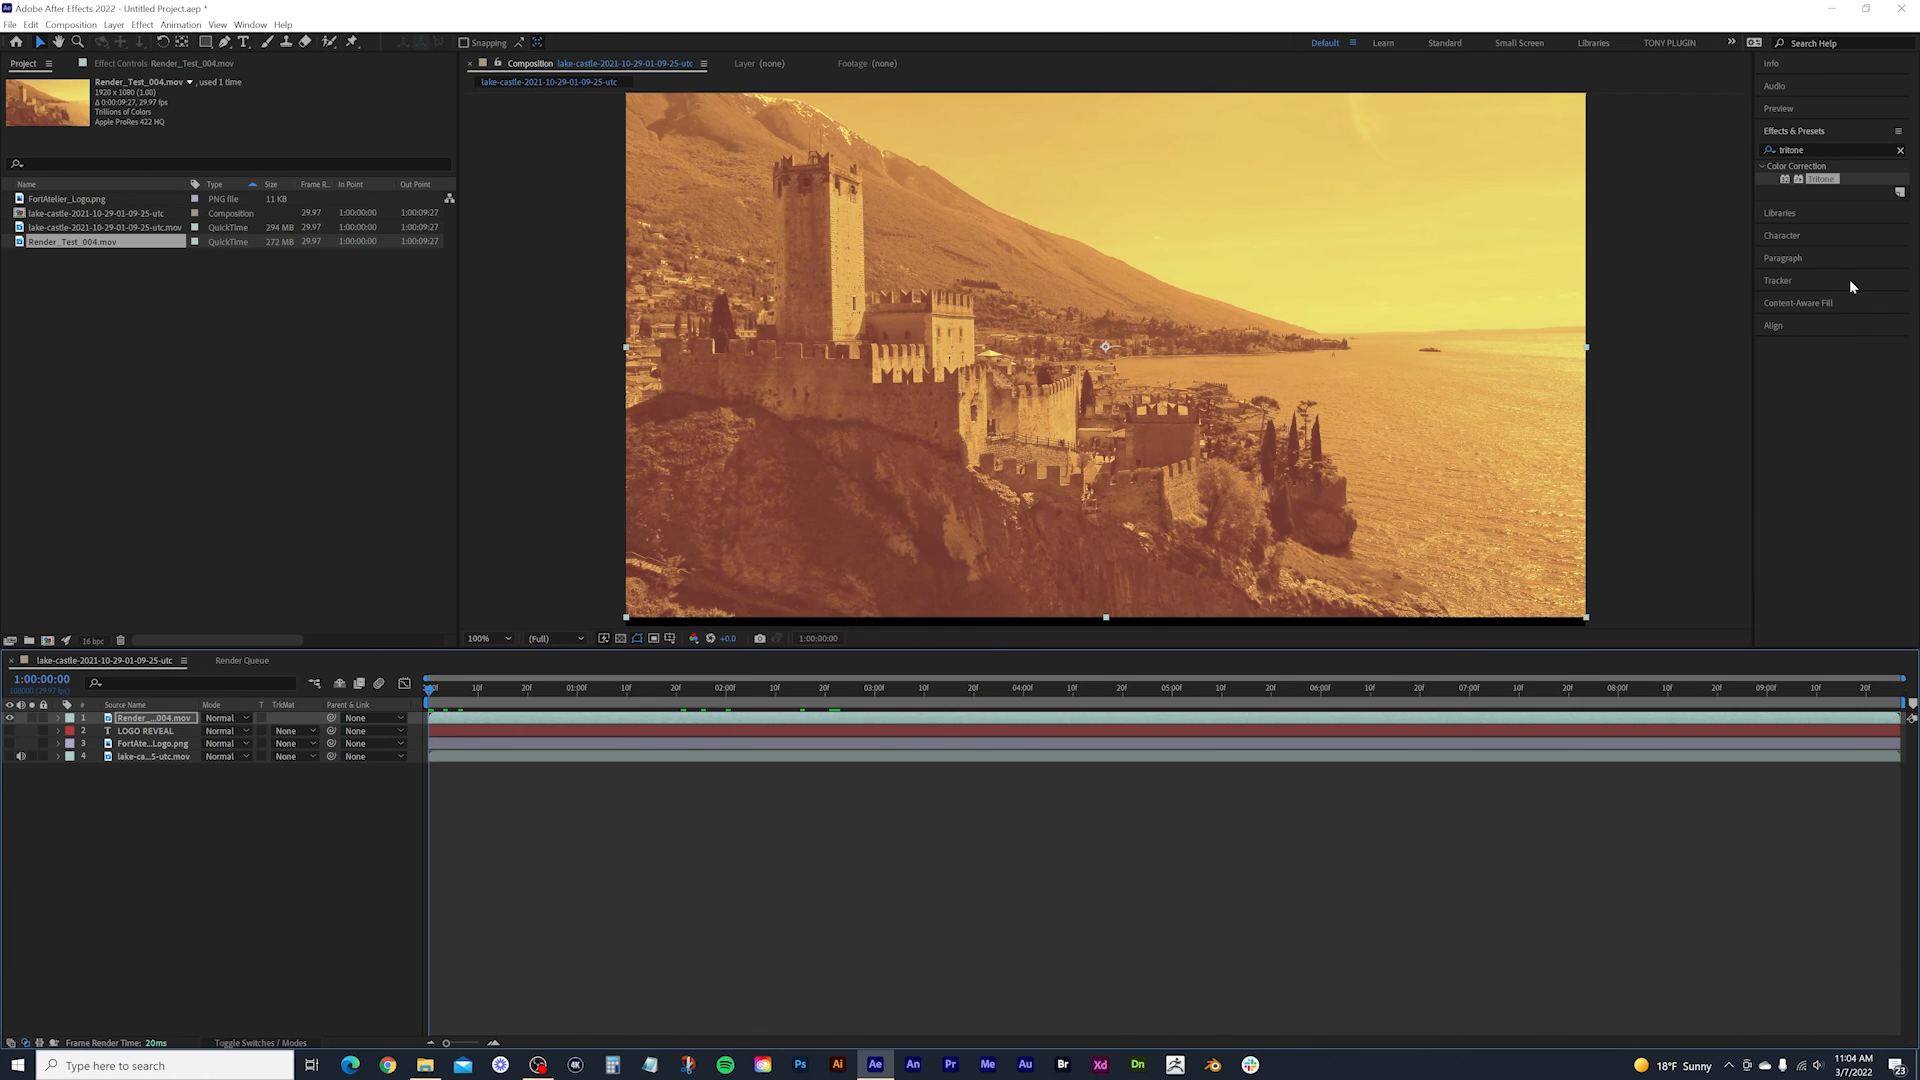 Adobe After Effects 2022 - Untitled Project.aep *
File Edit Composition Layer Effect Animation View Window Help
Snapping
Default Learn Standard Small Screen Libraries TONY PLUGIN Search Help
Project Effect Controls Render_Test_004.mov
Composition lake-castle-2021-10-29-01-09-25-utc Layer (none) Footage (none)
lake-castle-2021-10-29-01-09-25-utc
Render_Test_004.mov , used 1 time
1920 x 1080 (1.00)
Δ 0:00:09:27, 29.97 fps
Trillions of Colors
Apple ProRes 422 HQ
Name Type Size Frame R... In Point Out Point
FortAtelier_Logo.png PNG file 11 KB
lake-castle-2021-10-29-01-09-25-utc Composition 29.97 1:00:00:00 1:00:09:27
lake-castle-2021-10-29-01-09-25-utc.mov QuickTime 294 MB 29.97 1:00:00:00 1:00:09:27
Render_Test_004.mov QuickTime 272 MB 29.97 1:00:00:00 1:00:09:27
Info
Audio
Preview
Effects & Presets
tritone
Color Correction
Tritone
Libraries
Character
Paragraph
Tracker
Content-Aware Fill
Align
16 bpc
100% (Full) +0.0 1:00:00:00
lake-castle-2021-10-29-01-09-25-utc Render Queue
1:00:00:00
108000 (29.97 fps)
10f 20f 01:00f 10f 20f 02:00f 10f 20f 03:00f 10f 20f 04:00f 10f 20f 05:00f 10f 20f 06:00f 10f 20f 07:00f 10f 20f 08:00f 10f 20f 09:00f 10f 20f
# Source Name Mode T TrkMat Parent & Link
1 Render_...004.mov Normal None
2 T LOGO REVEAL Normal None None
3 FortAte...Logo.png Normal None None
4 lake-ca...5-utc.mov Normal None None
Frame Render Time: 20ms Toggle Switches / Modes
Type here to search
4K Ps Ai Ae An Pr Me Au Br Xd Dn
18°F Sunny
11:04 AM
3/7/2022
23